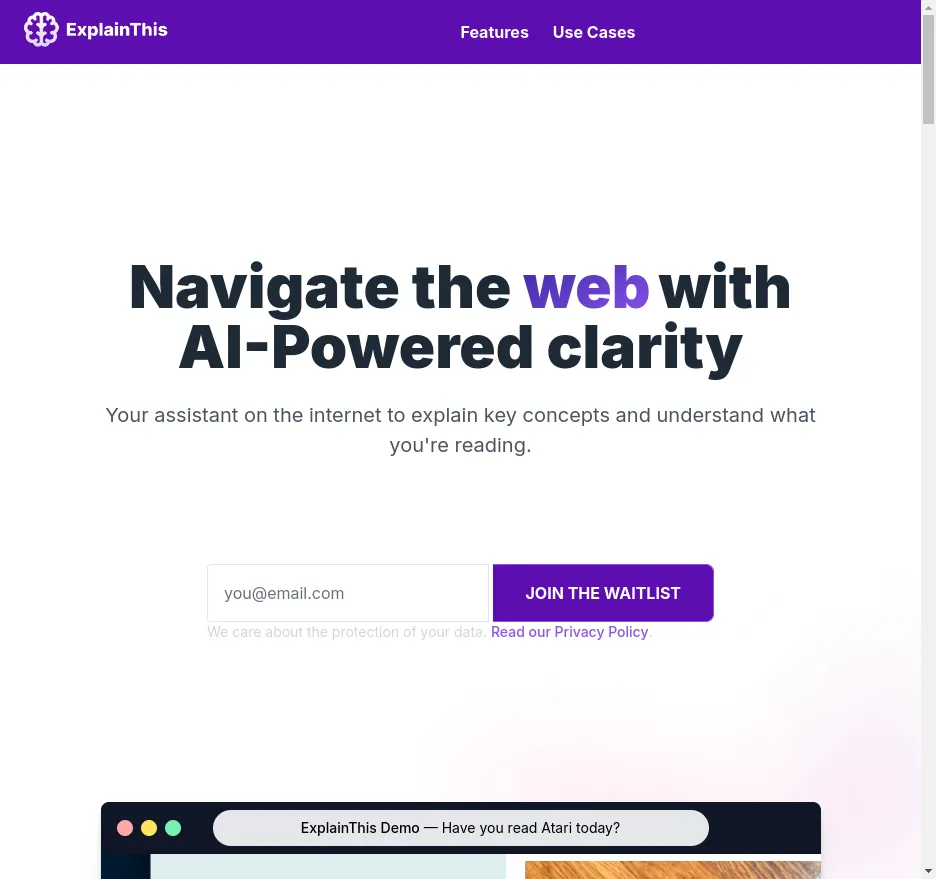 ExplainThis
Features
Use Cases
Navigate the web with
AI-Powered clarity
Your assistant on the internet to explain key concepts and understand what
you're reading.
you@email.com
JOIN THE WAITLIST
We care about the protection of your data. Read our Privacy Policy.
ExplainThis Demo — Have you read Atari today?